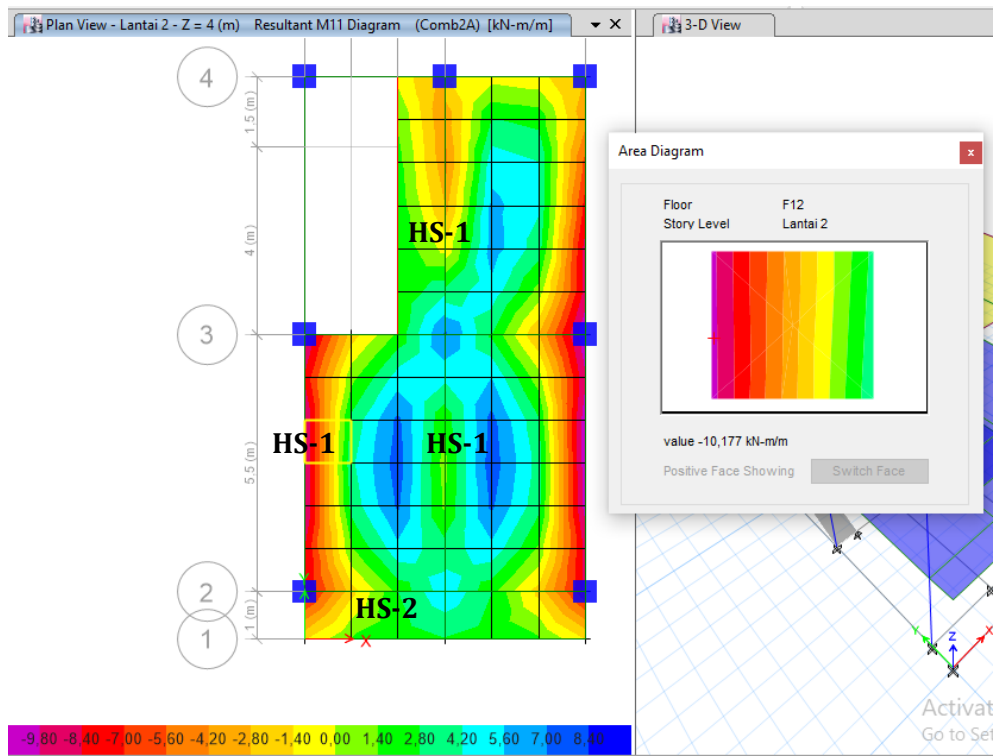 Plan View - Lantai 2 - Z = 4 (m) Resultant M11 Diagram (Comb2A) [kN-m/m]
3-D View
4
1.5 (m)
4 (m)
3
5.5 (m)
2
1 (m)
1
HS-1
HS-1
HS-1
HS-2
Y
X
Area Diagram
x
Floor F12
Story Level Lantai 2
value -10,177 kN-m/m
Positive Face Showing Switch Face
Y
Z
X
Activat
Go to Set
-9,80 -8,40 -7,00 -5,60 -4,20 -2,80 -1,40 0,00 1,40 2,80 4,20 5,60 7,00 8,40